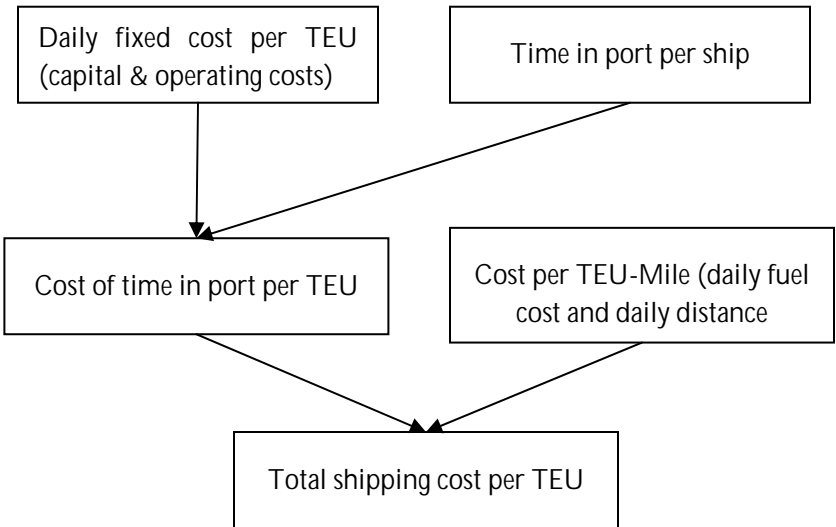 Daily fixed cost per TEU
(capital & operating costs)
Time in port per ship
Cost of time in port per TEU
Cost per TEU-Mile (daily fuel
cost and daily distance
Total shipping cost per TEU